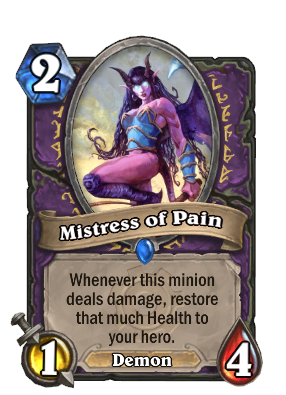 2
Mistress of Pain
Whenever this minion
deals damage, restore
that much Health to
your hero.
1
Demon
4